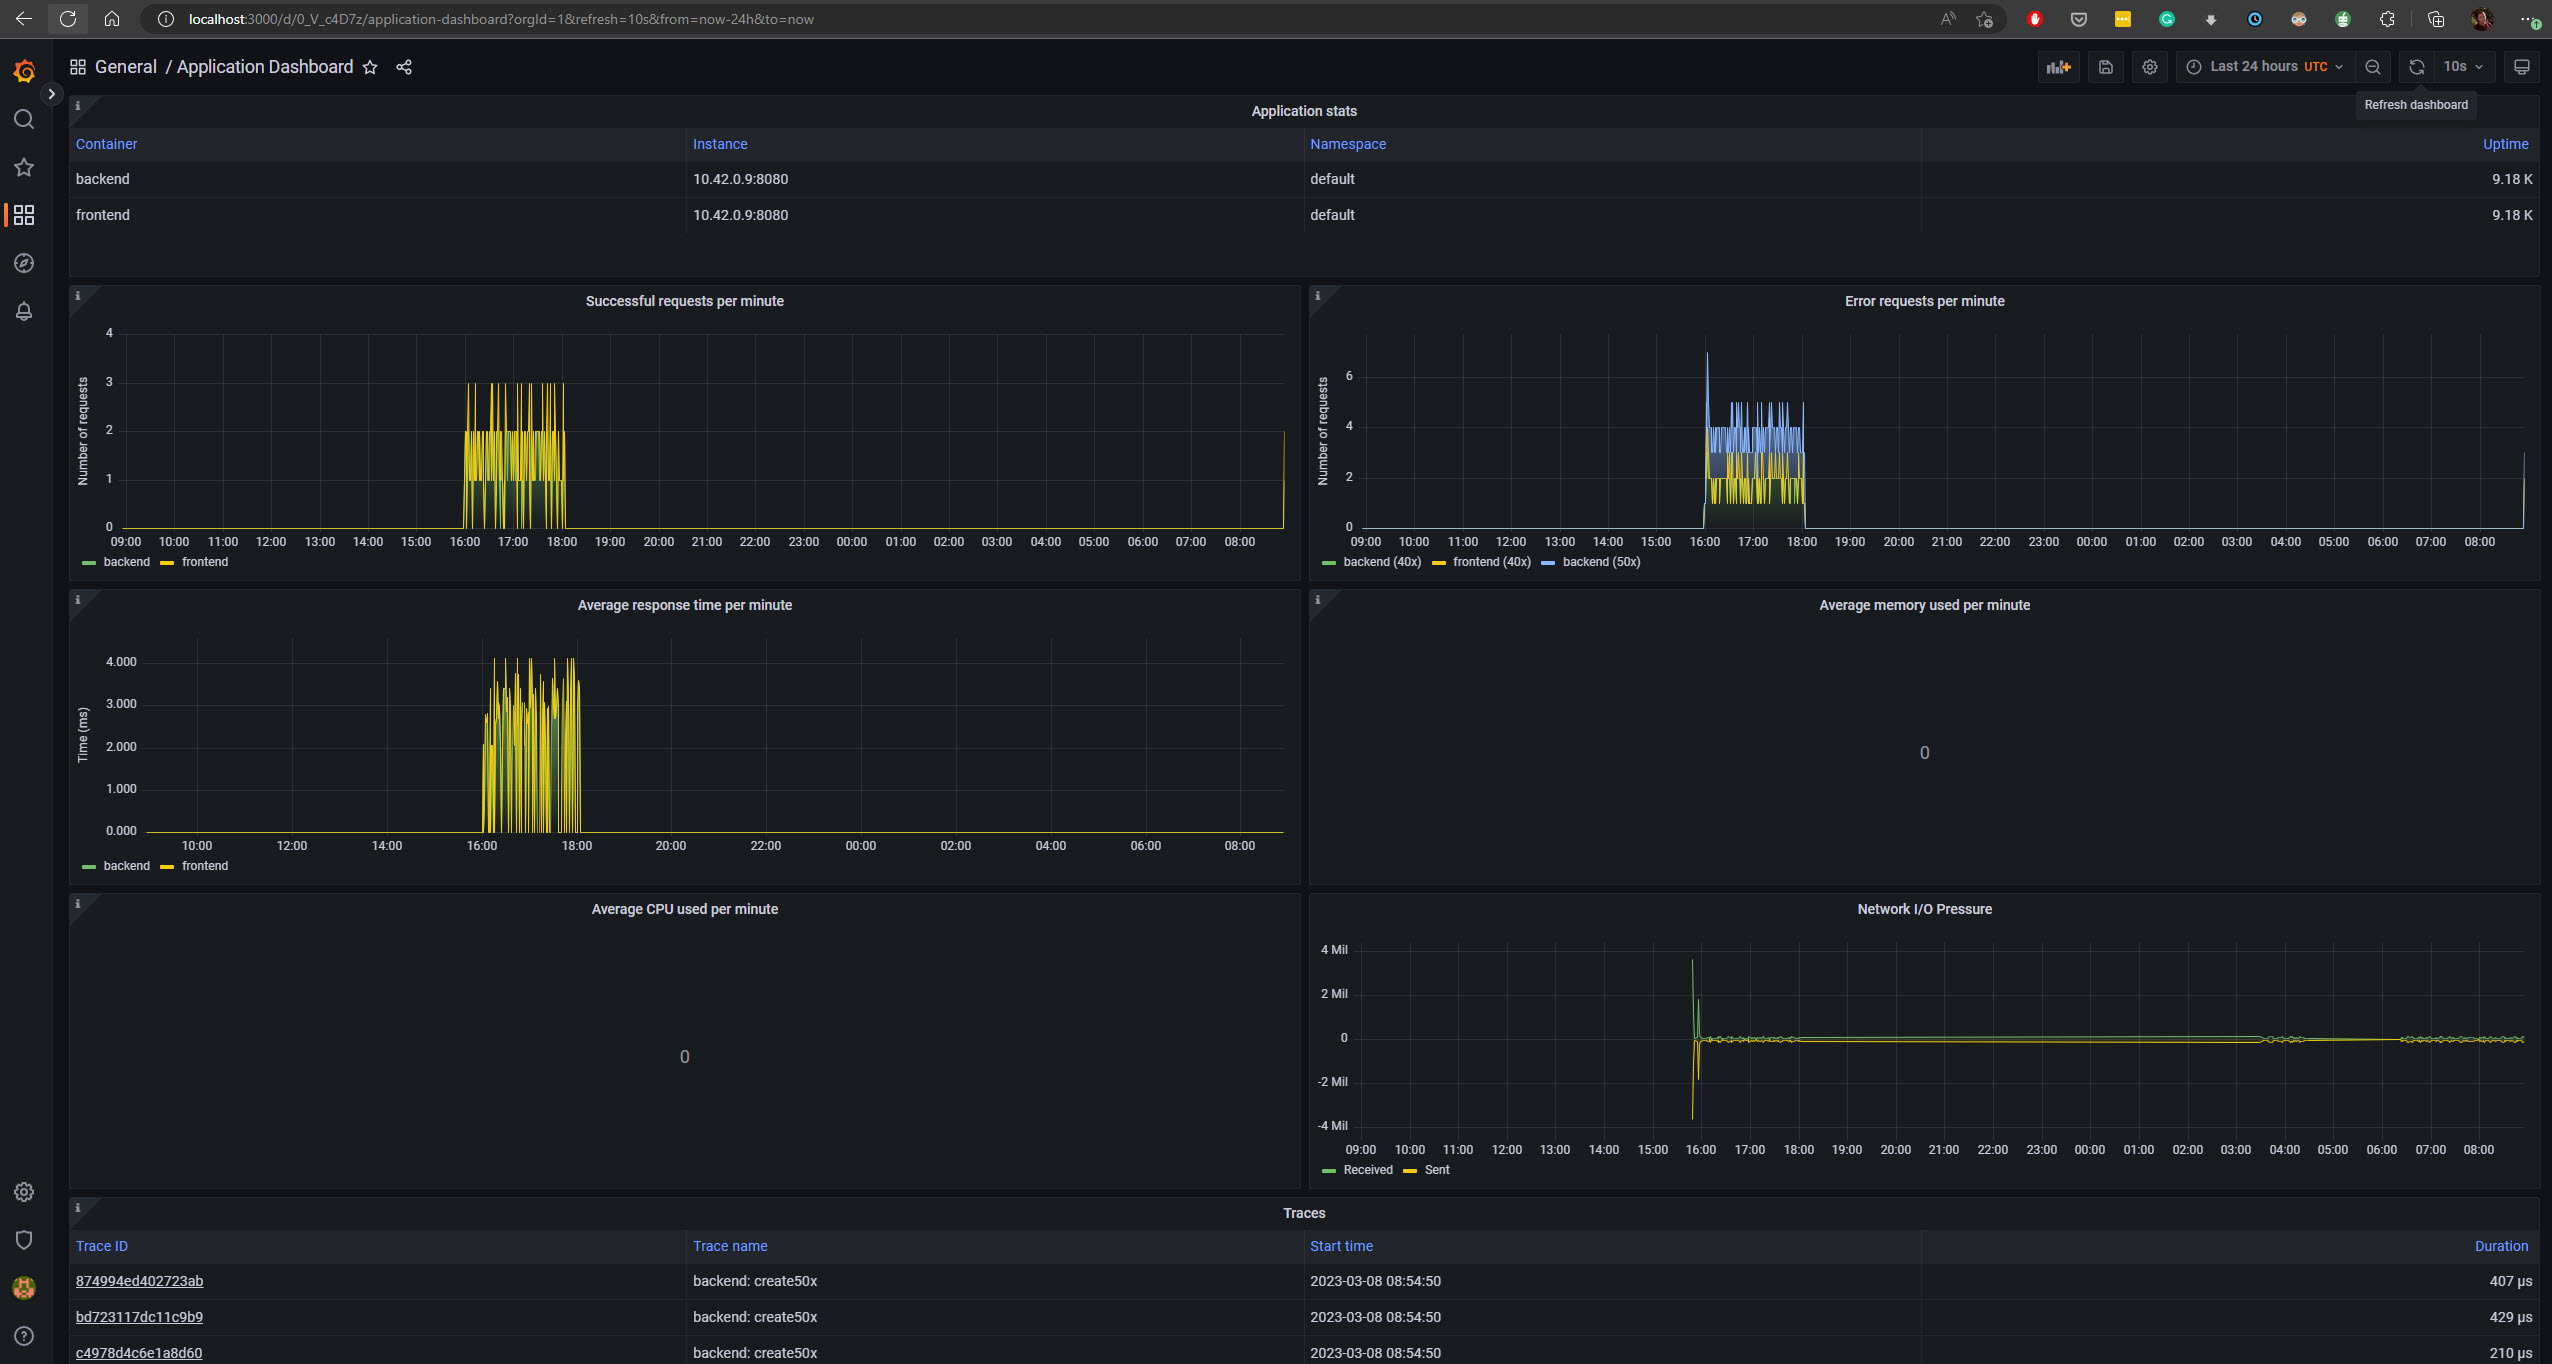 localhost:3000/d/0_V_c4D7z/application-dashboard?orgId=1&refresh=10s&from=now-24h&to=now
General / Application Dashboard
Last 24 hours UTC
10s
Refresh dashboard
Application stats
Container Instance Namespace Uptime
backend 10.42.0.9:8080 default 9.18 K
frontend 10.42.0.9:8080 default 9.18 K
Successful requests per minute
Number of requests
4
3
2
1
0
09:00 10:00 11:00 12:00 13:00 14:00 15:00 16:00 17:00 18:00 19:00 20:00 21:00 22:00 23:00 00:00 01:00 02:00 03:00 04:00 05:00 06:00 07:00 08:00
backend frontend
Error requests per minute
Number of requests
6
4
2
0
09:00 10:00 11:00 12:00 13:00 14:00 15:00 16:00 17:00 18:00 19:00 20:00 21:00 22:00 23:00 00:00 01:00 02:00 03:00 04:00 05:00 06:00 07:00 08:00
backend (40x) frontend (40x) backend (50x)
Average response time per minute
Time (ms)
4.000
3.000
2.000
1.000
0.000
10:00 12:00 14:00 16:00 18:00 20:00 22:00 00:00 02:00 04:00 06:00 08:00
backend frontend
Average memory used per minute
0
Average CPU used per minute
0
Network I/O Pressure
4 Mil
2 Mil
0
-2 Mil
-4 Mil
09:00 10:00 11:00 12:00 13:00 14:00 15:00 16:00 17:00 18:00 19:00 20:00 21:00 22:00 23:00 00:00 01:00 02:00 03:00 04:00 05:00 06:00 07:00 08:00
Received Sent
Traces
Trace ID Trace name Start time Duration
874994ed402723ab backend: create50x 2023-03-08 08:54:50 407 µs
bd723117dc11c9b9 backend: create50x 2023-03-08 08:54:50 429 µs
c4978d4c6e1a8d60 backend: create50x 2023-03-08 08:54:50 210 µs